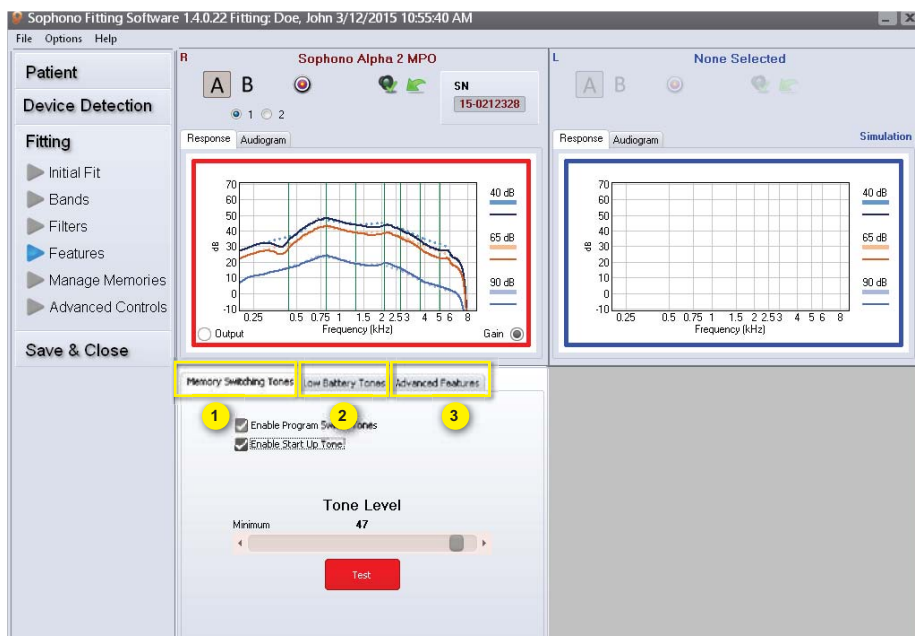 Sophono Fitting Software 1.4.0.22 Fitting: Doe, John 3/12/2015 10:55:40 AM
File Options Help
Patient
Device Detection
Fitting
Initial Fit
Bands
Filters
Features
Manage Memories
Advanced Controls
Save & Close
R Sophono Alpha 2 MPO
A B
SN
15-0212328
1 2
Response Audiogram
70
60
50
40
30
20
10
0
-10
dB
0.25 0.5 0.75 1 1.5 2 2.5 3 4 5 6 8
Frequency (kHz)
Output
Gain
40 dB
65 dB
90 dB
L None Selected
A B
Response Audiogram Simulation
70
60
50
40
30
20
10
0
-10
dB
0.25 0.5 0.75 1 1.5 2 2.5 3 4 5 6 8
Frequency (kHz)
40 dB
65 dB
90 dB
Memory Switching Tones Low Battery Tones Advanced Features
1 2 3
Enable Program Tones
Enable Start Up Tone
Tone Level
Minimum 47
Test